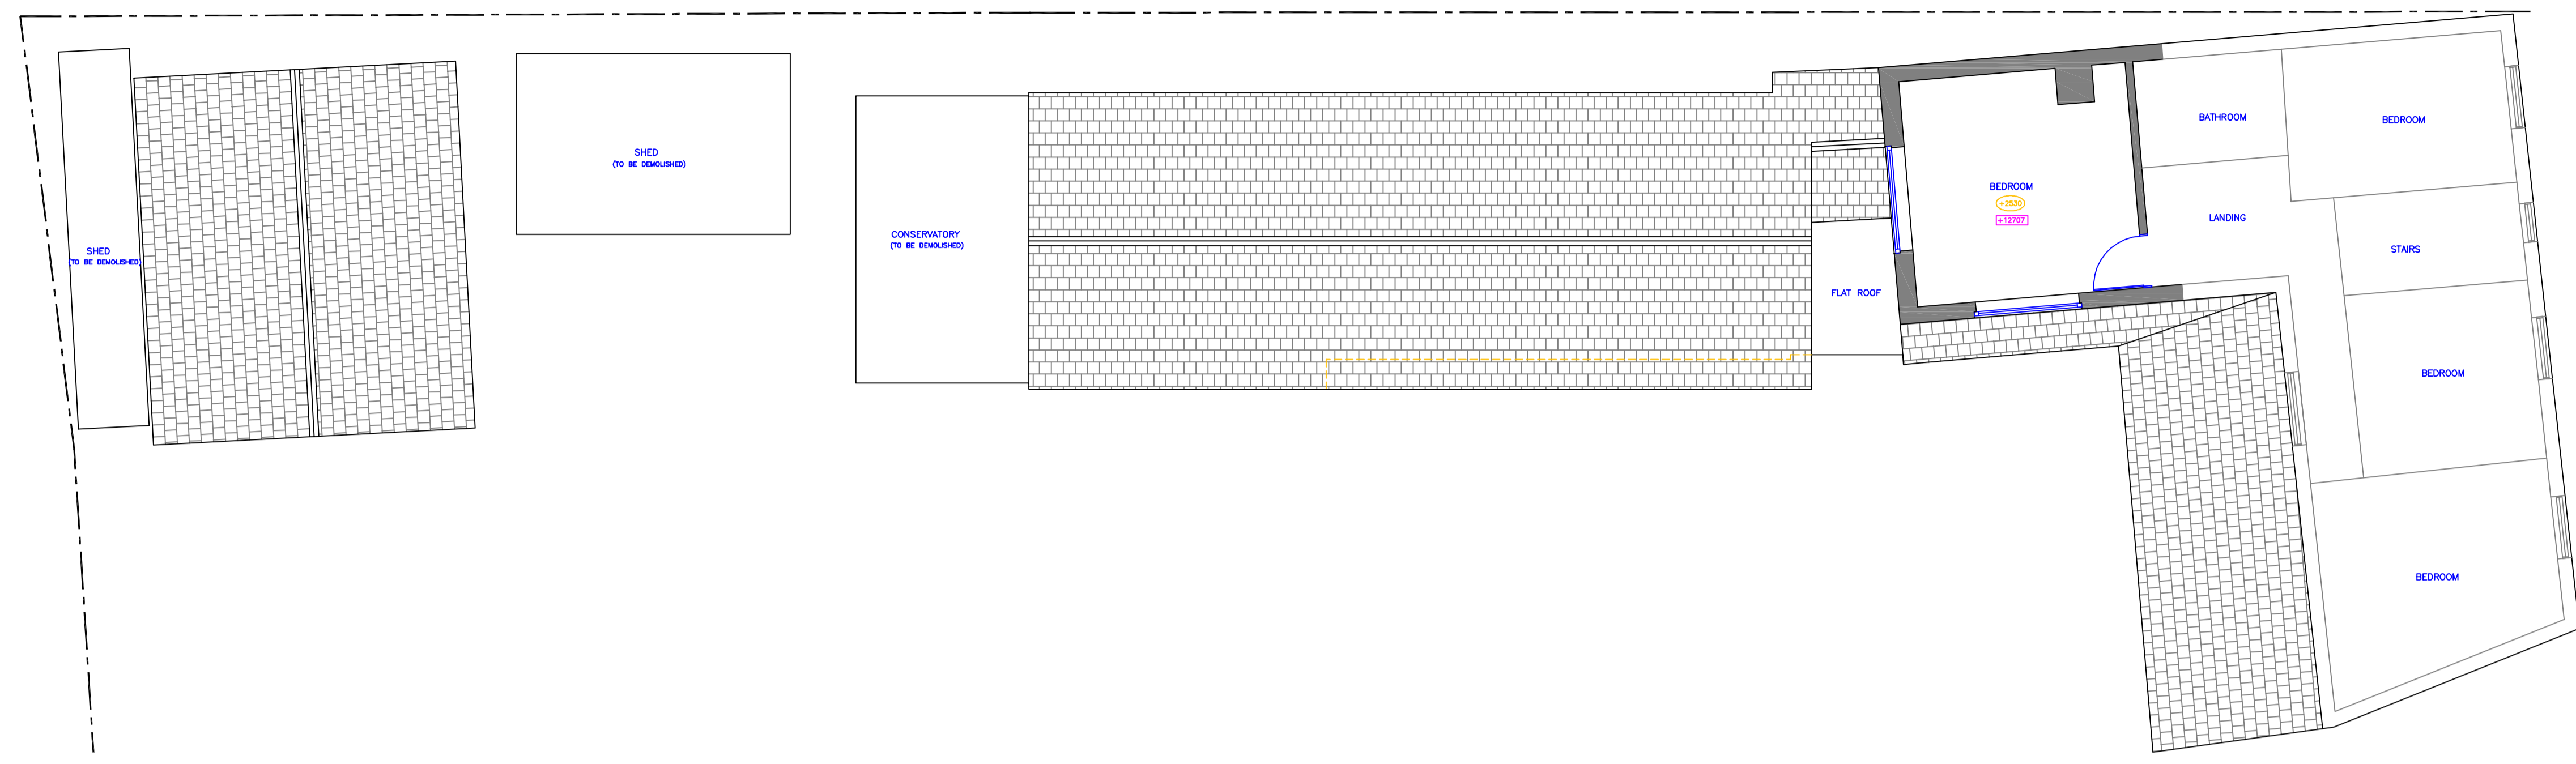 SHED
(TO BE DEMOLISHED)
SHED
(TO BE DEMOLISHED)
CONSERVATORY
(TO BE DEMOLISHED)
FLAT ROOF
BEDROOM
+2530
+12707
BATHROOM
BEDROOM
LANDING
STAIRS
BEDROOM
BEDROOM